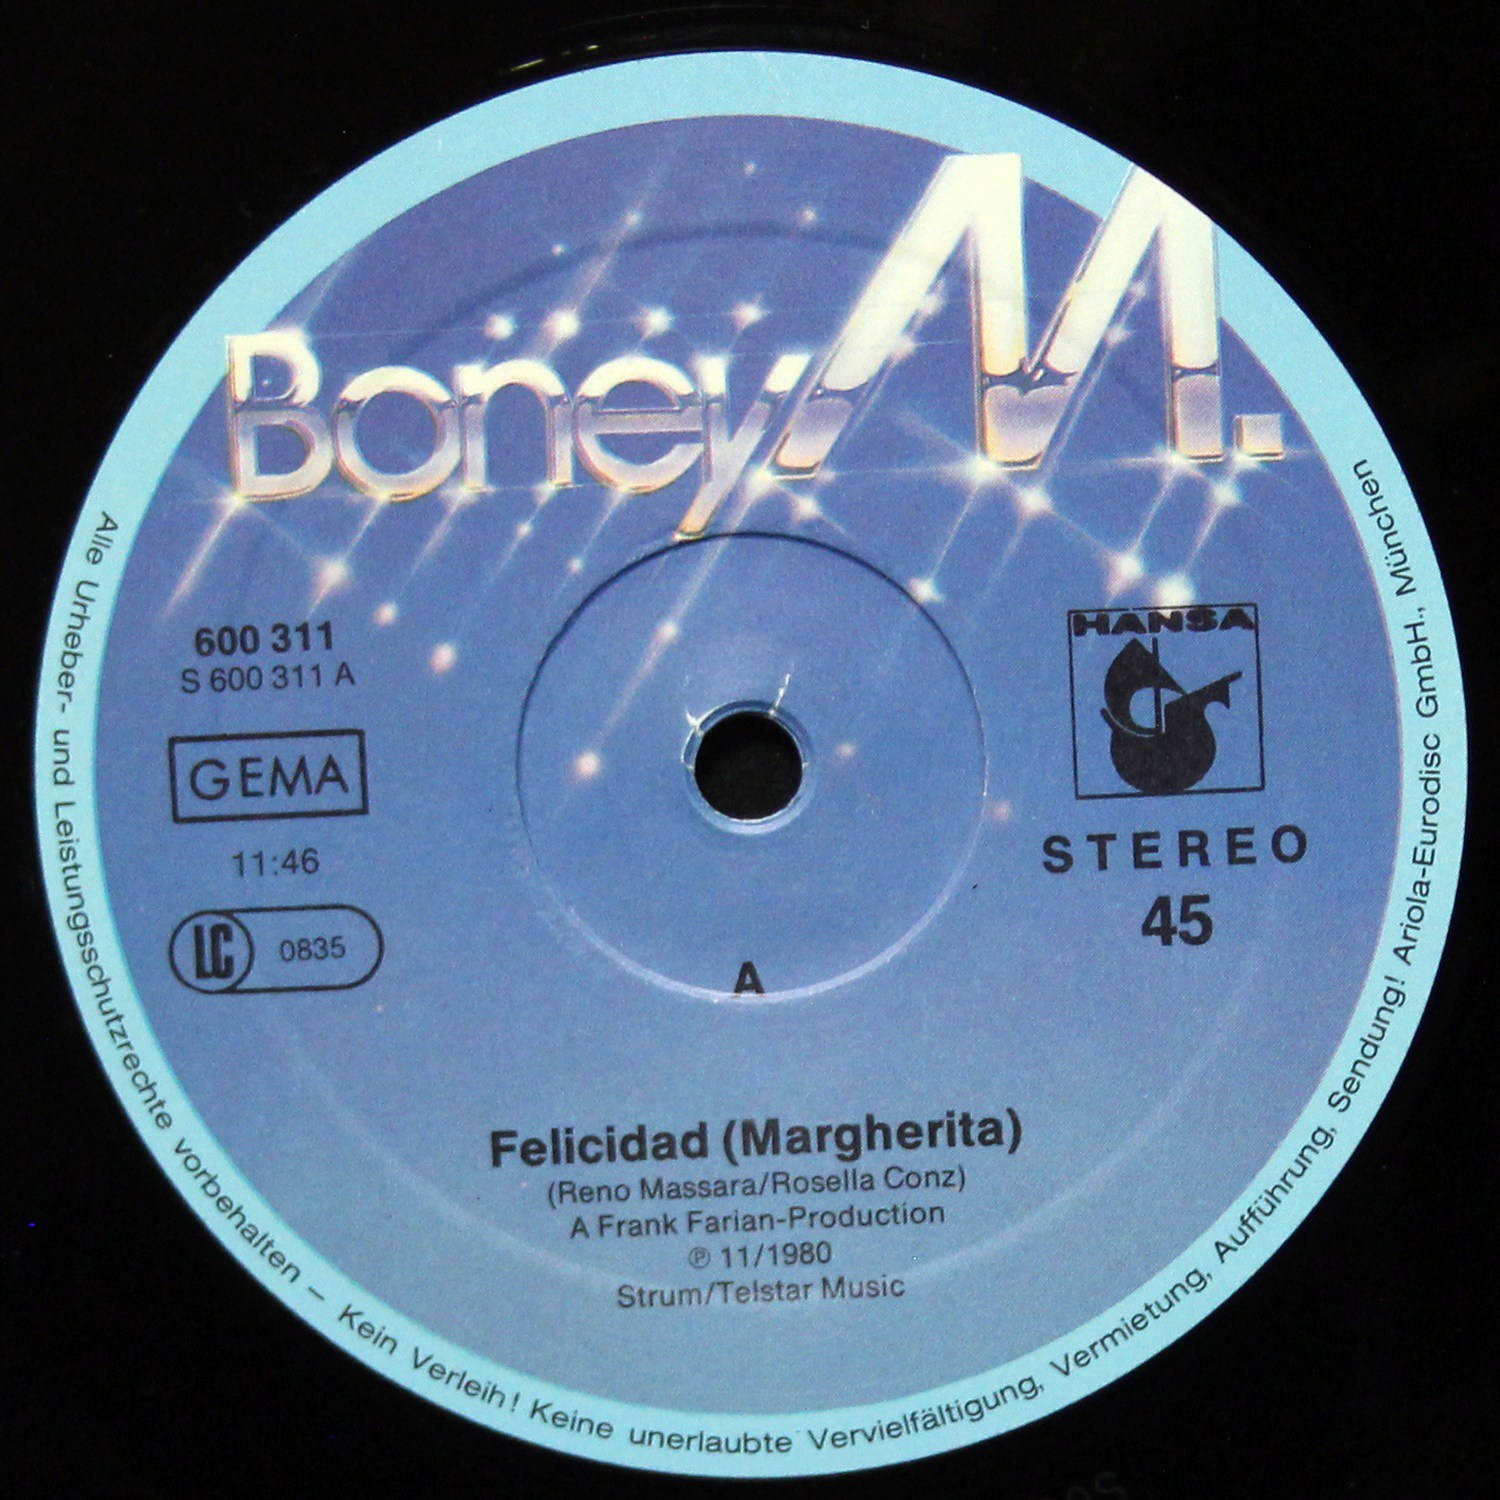 Boney M.
600 311
S 600 311 A
GEMA
11:46
LC 0835
HANSA
STEREO
45
A
Felicidad (Margherita)
(Reno Massara/Rosella Conz)
A Frank Farian-Production
℗ 11/1980
Strum/Telstar Music
Alle Urheber- und Leistungsschutzrechte vorbehalten – Kein Verleih! Keine unerlaubte Vervielfältigung, Vermietung, Aufführung, Sendung! Ariola-Eurodisc GmbH., München